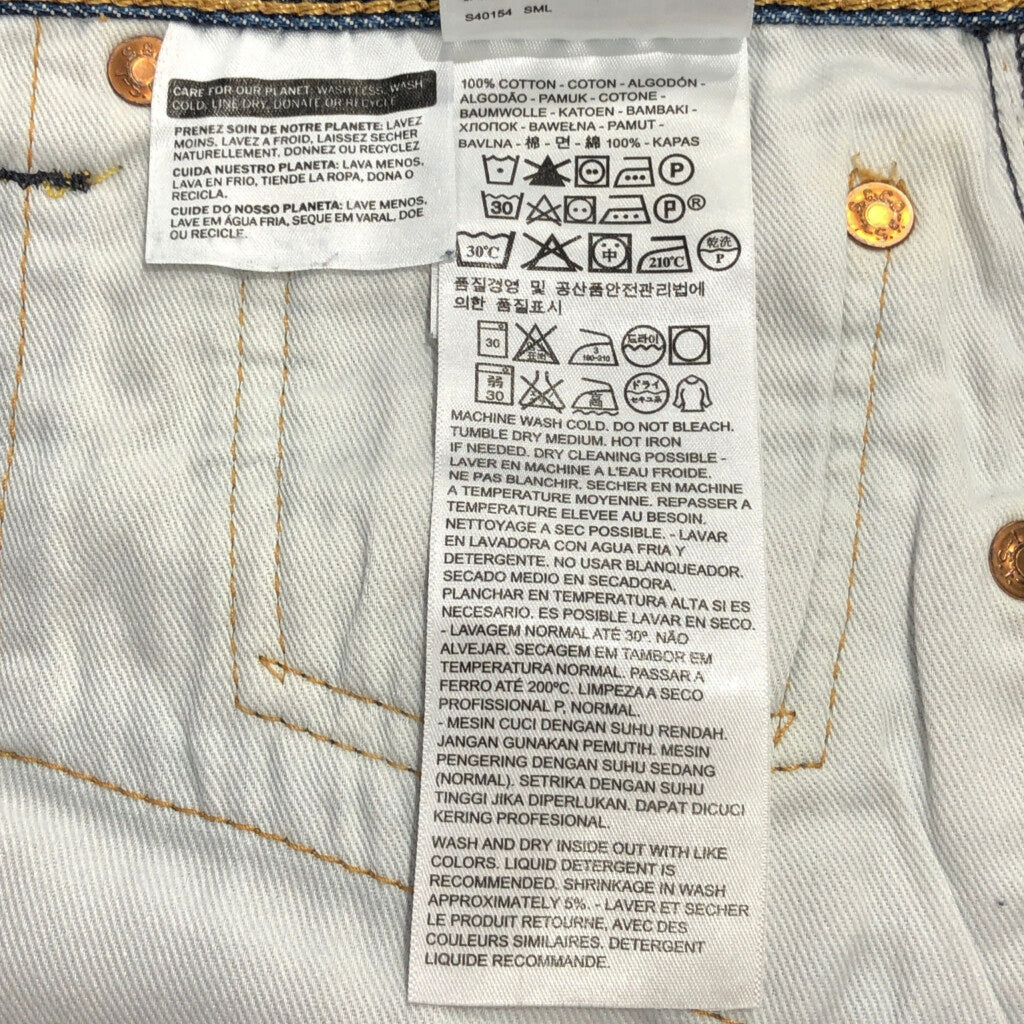 S40154 SML
CARE FOR OUR PLANET: WASH LESS, WASH
COLD, LINE DRY, DONATE OR RECYCLE
PRENEZ SOIN DE NOTRE PLANETE: LAVEZ
MOINS, LAVEZ A FROID, LAISSEZ SECHER
NATURELLEMENT, DONNEZ OU RECYCLEZ
CUIDA NUESTRO PLANETA: LAVA MENOS,
LAVA EN FRIO, TIENDE LA ROPA, DONA O
RECICLA.
CUIDE DO NOSSO PLANETA: LAVE MENOS,
LAVE EM ÁGUA FRIA, SEQUE EM VARAL, DOE
OU RECICLE.
100% COTTON - COTON - ALGODÓN -
ALGODÃO - PAMUK - COTONE -
BAUMWOLLE - KATOEN - BAMBAKI -
ХЛОПОК - BAWEŁNA - PAMUT -
BAVLNA - 棉 - 면 - 綿 100% - KAPAS
P
30 P ®
30°C 中 210°C 乾洗 P
품질경영 및 공산품안전관리법에
의한 품질표시
30 3 180-210 드라이
弱 30 高 ドライ セキユ系
MACHINE WASH COLD. DO NOT BLEACH.
TUMBLE DRY MEDIUM. HOT IRON
IF NEEDED. DRY CLEANING POSSIBLE -
LAVER EN MACHINE A L'EAU FROIDE.
NE PAS BLANCHIR. SECHER EN MACHINE
A TEMPERATURE MOYENNE. REPASSER A
TEMPERATURE ELEVEE AU BESOIN.
NETTOYAGE A SEC POSSIBLE. - LAVAR
EN LAVADORA CON AGUA FRIA Y
DETERGENTE. NO USAR BLANQUEADOR.
SECADO MEDIO EN SECADORA.
PLANCHAR EN TEMPERATURA ALTA SI ES
NECESARIO. ES POSIBLE LAVAR EN SECO.
- LAVAGEM NORMAL ATÉ 30º. NÃO
ALVEJAR. SECAGEM EM TAMBOR EM
TEMPERATURA NORMAL. PASSAR A
FERRO ATÉ 200ºC. LIMPEZA A SECO
PROFISSIONAL P, NORMAL.
- MESIN CUCI DENGAN SUHU RENDAH.
JANGAN GUNAKAN PEMUTIH. MESIN
PENGERING DENGAN SUHU SEDANG
(NORMAL). SETRIKA DENGAN SUHU
TINGGI JIKA DIPERLUKAN. DAPAT DICUCI
KERING PROFESIONAL.
WASH AND DRY INSIDE OUT WITH LIKE
COLORS. LIQUID DETERGENT IS
RECOMMENDED. SHRINKAGE IN WASH
APPROXIMATELY 5%. - LAVER ET SECHER
LE PRODUIT RETOURNE, AVEC DES
COULEURS SIMILAIRES. DETERGENT
LIQUIDE RECOMMANDE.